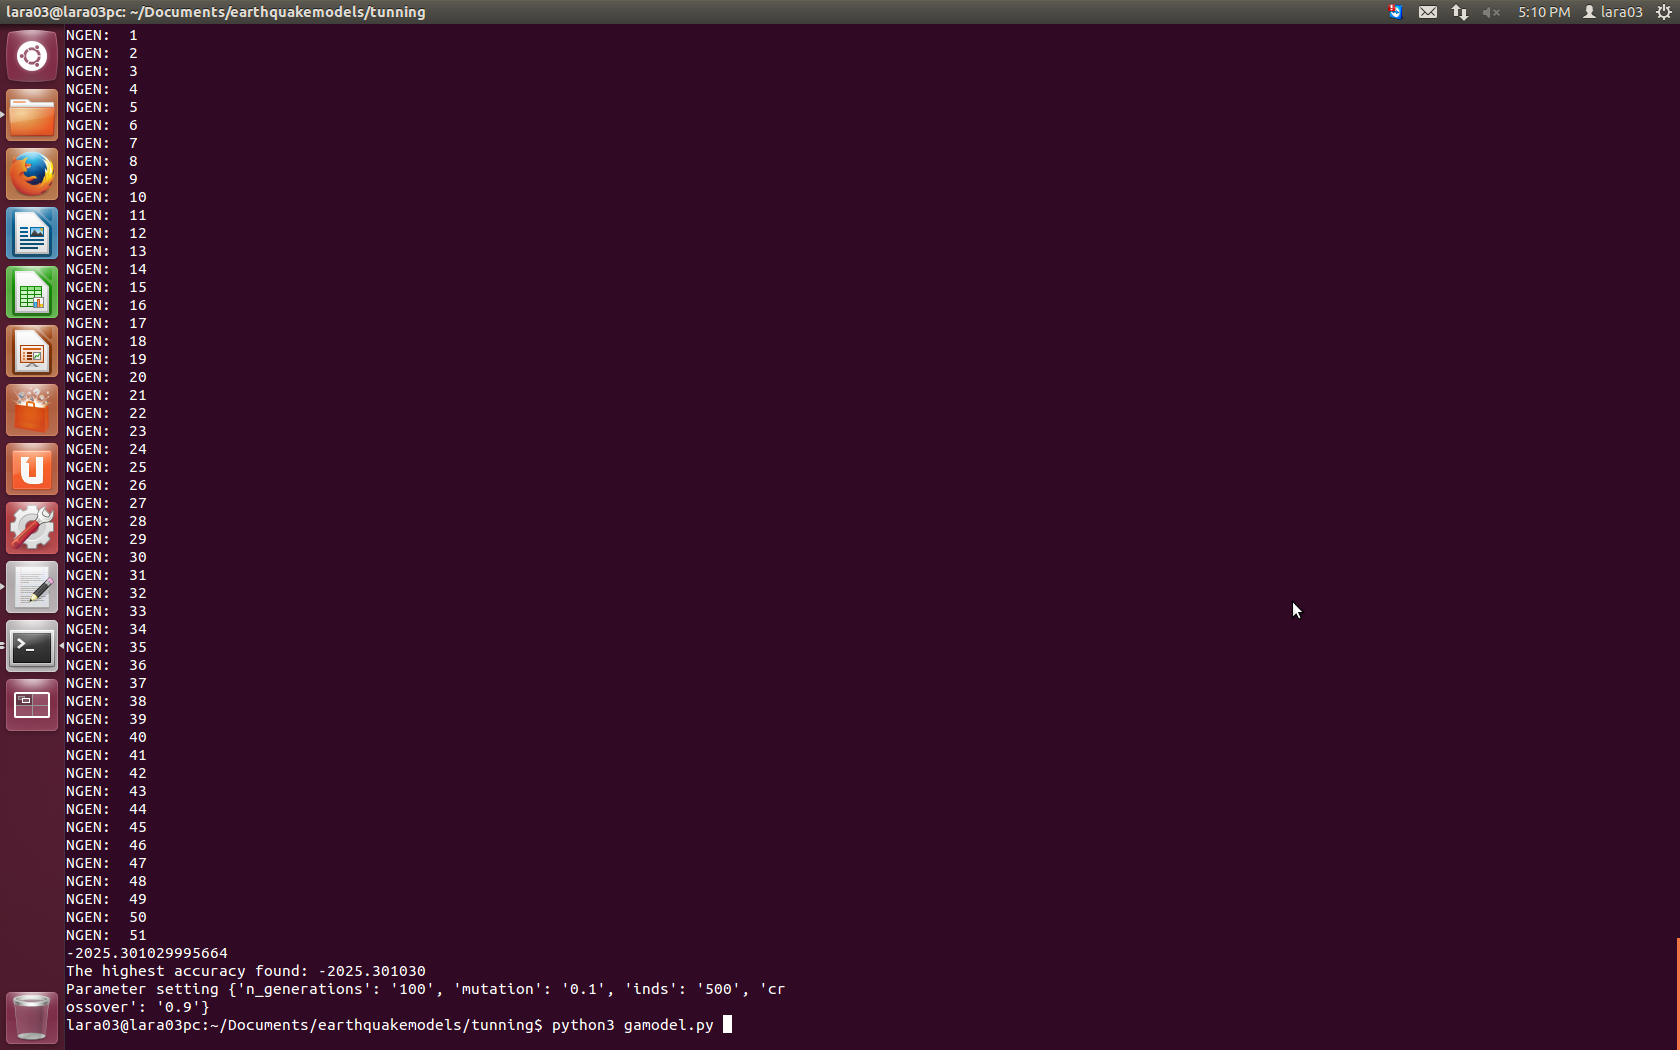 lara03@lara03pc: ~/Documents/earthquakemodels/tunning
5:10 PM
lara03
NGEN:  1
NGEN:  2
NGEN:  3
NGEN:  4
NGEN:  5
NGEN:  6
NGEN:  7
NGEN:  8
NGEN:  9
NGEN:  10
NGEN:  11
NGEN:  12
NGEN:  13
NGEN:  14
NGEN:  15
NGEN:  16
NGEN:  17
NGEN:  18
NGEN:  19
NGEN:  20
NGEN:  21
NGEN:  22
NGEN:  23
NGEN:  24
NGEN:  25
NGEN:  26
NGEN:  27
NGEN:  28
NGEN:  29
NGEN:  30
NGEN:  31
NGEN:  32
NGEN:  33
NGEN:  34
NGEN:  35
NGEN:  36
NGEN:  37
NGEN:  38
NGEN:  39
NGEN:  40
NGEN:  41
NGEN:  42
NGEN:  43
NGEN:  44
NGEN:  45
NGEN:  46
NGEN:  47
NGEN:  48
NGEN:  49
NGEN:  50
NGEN:  51
-2025.301029995664
The highest accuracy found: -2025.301030
Parameter setting {'n_generations': '100', 'mutation': '0.1', 'inds': '500', 'cr
ossover': '0.9'}
lara03@lara03pc:~/Documents/earthquakemodels/tunning$ python3 gamodel.py